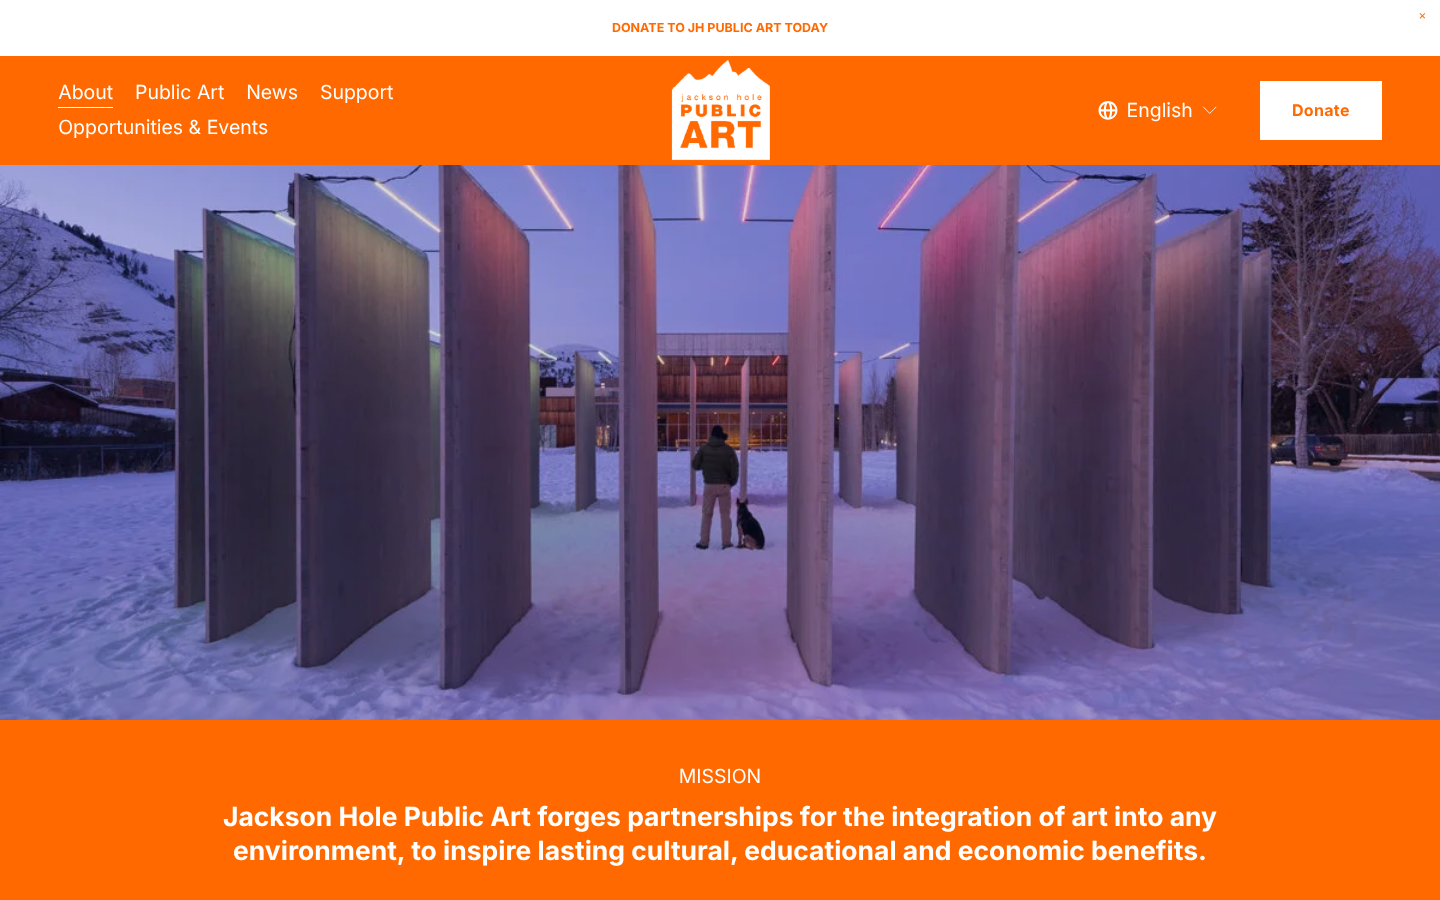 DONATE TO JH PUBLIC ART TODAY
×
About Public Art News Support
Opportunities & Events
jackson hole
PUBLIC
ART
English
Donate
MISSION
Jackson Hole Public Art forges partnerships for the integration of art into any
environment, to inspire lasting cultural, educational and economic benefits.